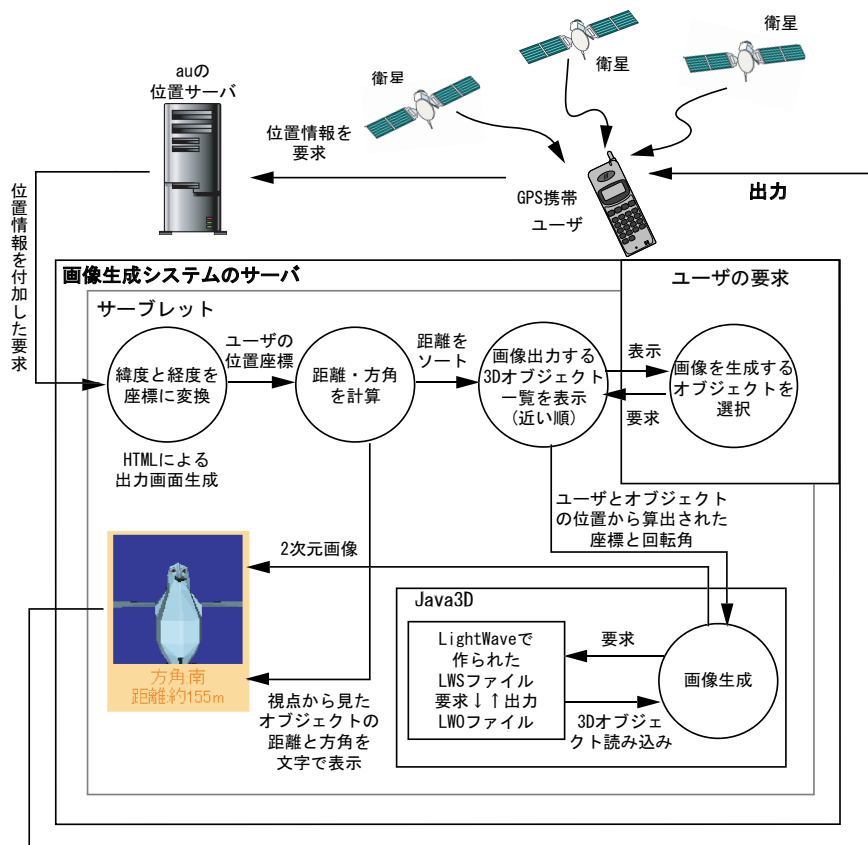 衛星
衛星
衛星
auの
位置サーバ
位置情報を
要求
GPS携帯
ユーザ
出力
位置情報を付加した要求
画像生成システムのサーバ
ユーザの要求
サーブレット
緯度と経度を
座標に変換
ユーザの
位置座標
距離・方角
を計算
距離を
ソート
画像出力する
3Dオブジェクト
一覧を表示
(近い順)
表示
要求
画像を生成する
オブジェクトを
選択
HTMLによる
出力画面生成
ユーザとオブジェクト
の位置から算出された
座標と回転角
2次元画像
方角:南
距離:約155m
視点から見た
オブジェクトの
距離と方角を
文字で表示
Java3D
LightWaveで
作られた
LWSファイル
要求↓↑出力
LWOファイル
要求
3Dオブジェ
クト読み込み
画像生成